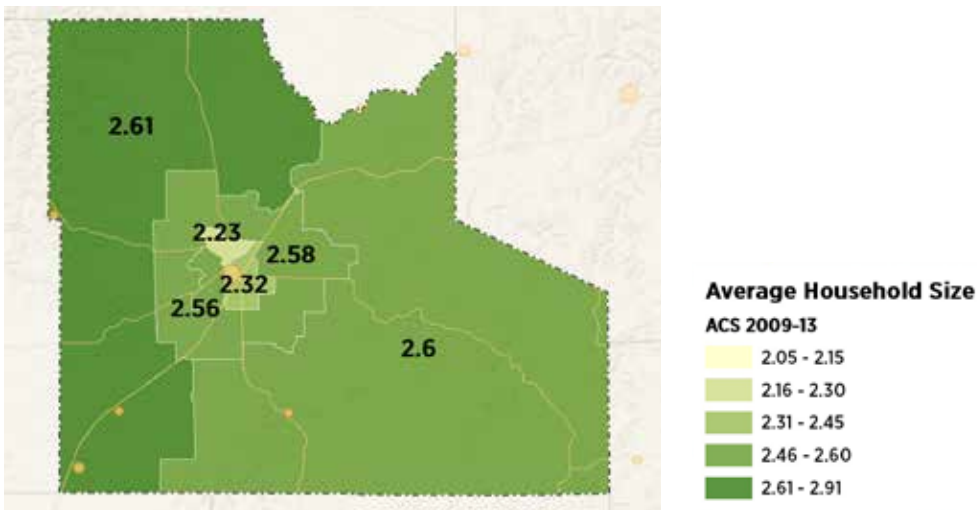 2.61
2.23
2.58
2.32
2.56
2.6
Average Household Size
ACS 2009-13
2.05 - 2.15
2.16 - 2.30
2.31 - 2.45
2.46 - 2.60
2.61 - 2.91